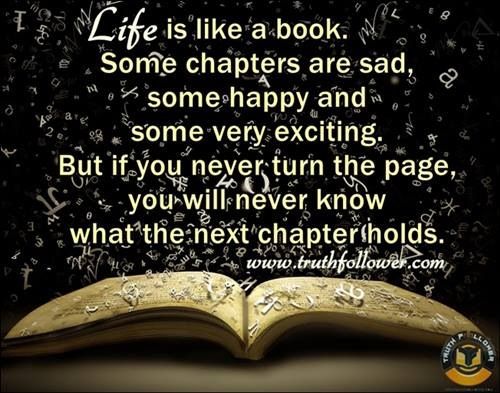 Life is like a book.
Some chapters are sad,
some happy and
some very exciting.
But if you never turn the page,
you will never know
what the next chapter holds.
www.truthfollower.com
TRUTH FOLLOWER